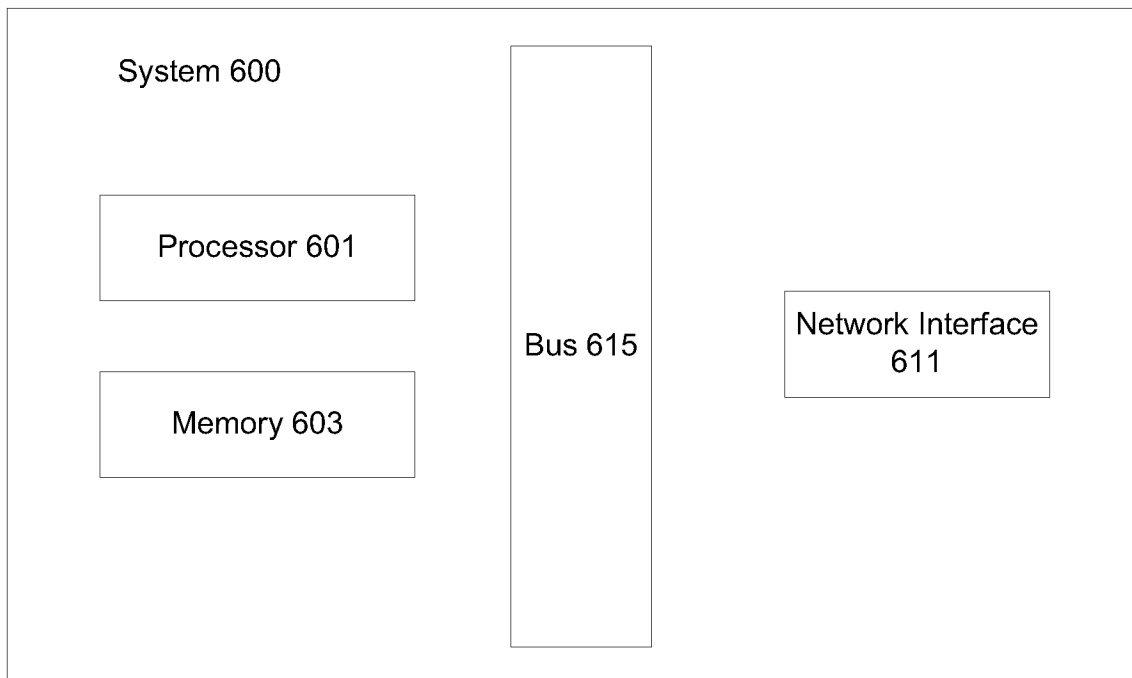 System 600
Processor 601
Memory 603
Bus 615
Network Interface
611